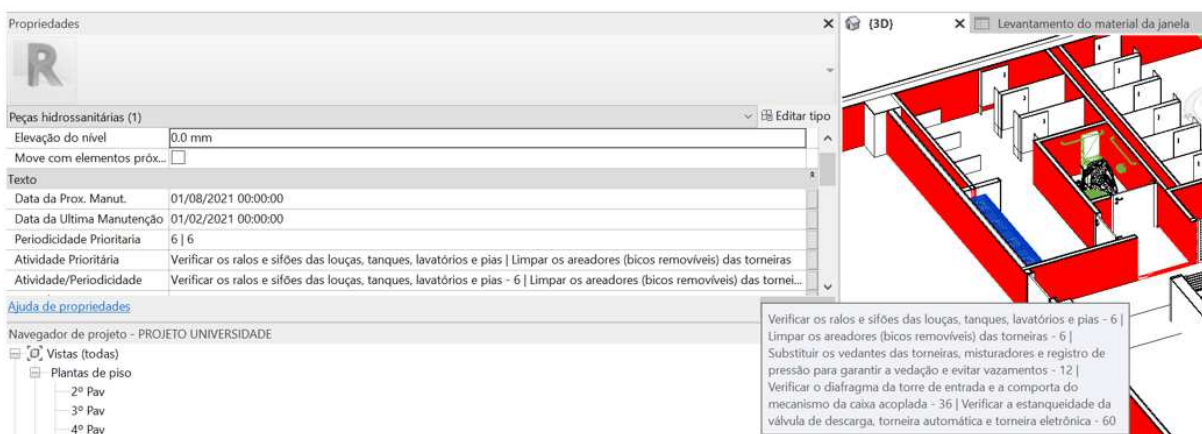 Propriedades
{3D}
Levantamento do material da janela
R
Peças hidrossanitárias (1)
Editar tipo
Elevação do nível
0.0 mm
Move com elementos próx...
Texto
Data da Prox. Manut.
01/08/2021 00:00:00
Data da Ultima Manutenção
01/02/2021 00:00:00
Periodicidade Prioritaria
6 | 6
Atividade Prioritária
Verificar os ralos e sifões das louças, tanques, lavatórios e pias | Limpar os areadores (bicos removíveis) das torneiras
Atividade/Periodicidade
Verificar os ralos e sifões das louças, tanques, lavatórios e pias - 6 | Limpar os areadores (bicos removíveis) das tornei...
Ajuda de propriedades
Navegador de projeto - PROJETO UNIVERSIDADE
Vistas (todas)
Plantas de piso
2º Pav
3º Pav
4º Pav
Verificar os ralos e sifões das louças, tanques, lavatórios e pias - 6 |
Limpar os areadores (bicos removíveis) das torneiras - 6 |
Substituir os vedantes das torneiras, misturadores e registro de
pressão para garantir a vedação e evitar vazamentos - 12 |
Verificar o diafragma da torre de entrada e a comporta do
mecanismo da caixa acoplada - 36 | Verificar a estanqueidade da
válvula de descarga, torneira automática e torneira eletrônica - 60